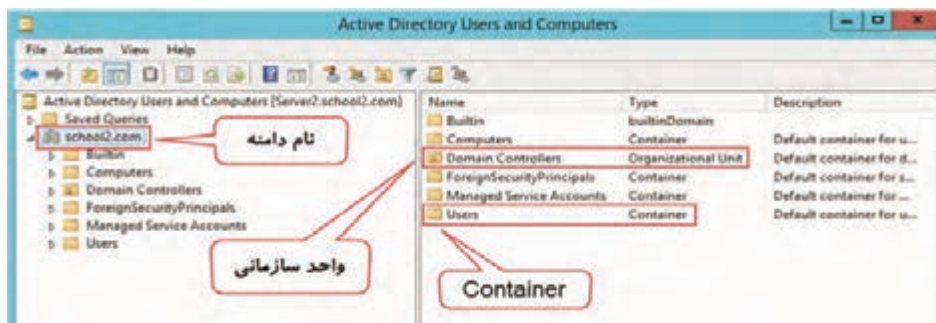 Active Directory Users and Computers
File Action View Help
Active Directory Users and Computers [Server2.school2.com]
Saved Queries
school2.com
Builtin
Computers
Domain Controllers
ForeignSecurityPrincipals
Managed Service Accounts
Users
نام دامنه
واحد سازمانی
Name Type Description
Builtin builtinDomain
Computers Container Default container for u...
Domain Controllers Organizational Unit Default container for d...
ForeignSecurityPrincipals Container Default container for s...
Managed Service Accounts Container Default container for ...
Users Container Default container for u...
Container